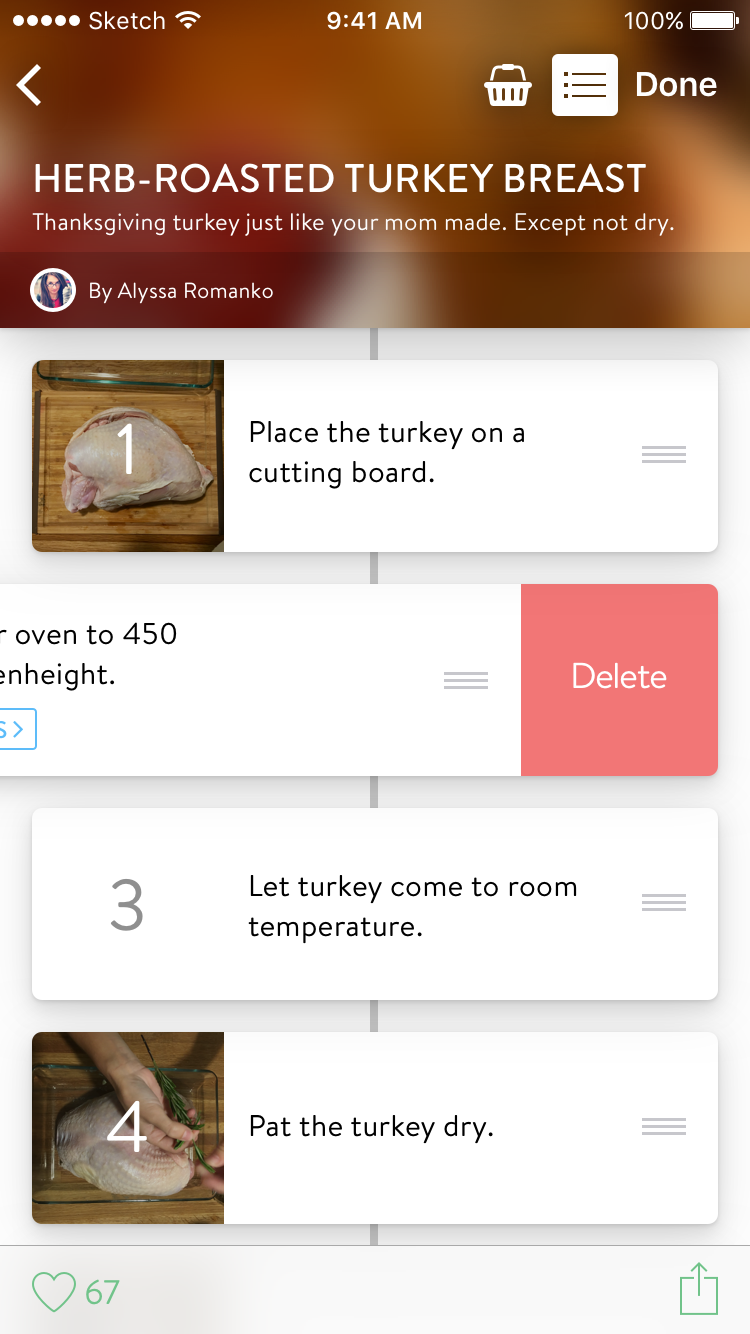 Sketch 9:41 AM 100%
Done
HERB-ROASTED TURKEY BREAST
Thanksgiving turkey just like your mom made. Except not dry.
By Alyssa Romanko
1
Place the turkey on a
cutting board.
r oven to 450
enheight.
S
Delete
3
Let turkey come to room
temperature.
4
Pat the turkey dry.
67